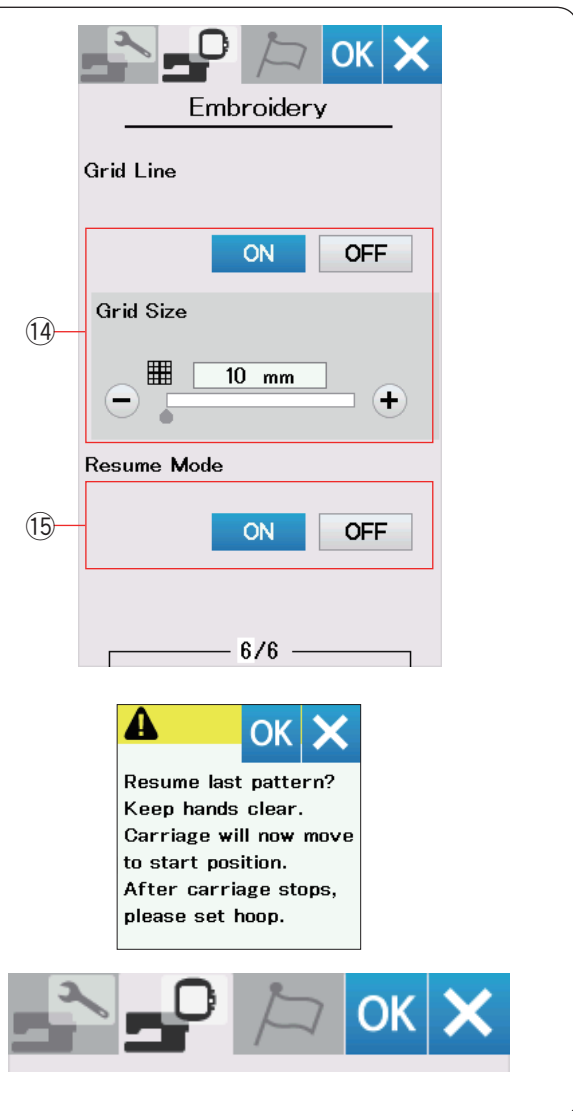 OK
Embroidery
Grid Line
ON OFF
Grid Size
⑭
10 mm
− +
Resume Mode
⑮
ON OFF
6/6
OK
Resume last pattern?
Keep hands clear.
Carriage will now move
to start position.
After carriage stops,
please set hoop.
OK